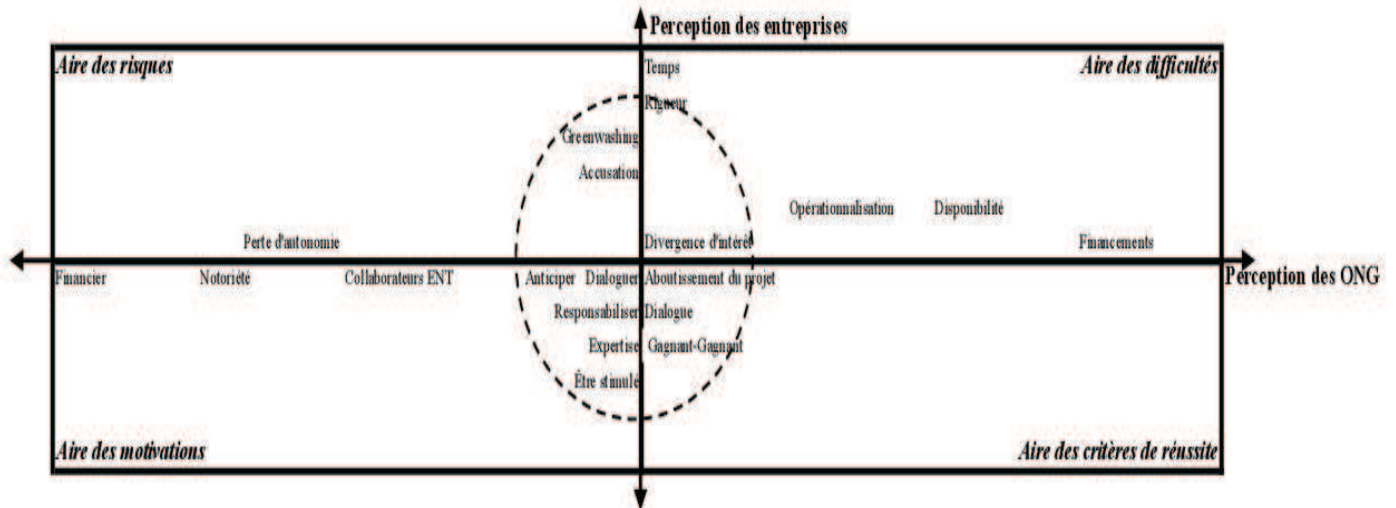 Perception des entreprises
Aire des risques
Temps
Aire des difficultés
Rigueur
Greenwashing
Accusation
Opérationnalisation
Disponibilité
Perte d'autonomie
Divergence d'intérêt
Financements
Financier
Notoriété
Collaborateurs ENT
Anticiper
Dialoguer
Aboutissement du projet
Perception des ONG
Responsabiliser
Dialogue
Expertise
Gagnant-Gagnant
Être stimulé
Aire des motivations
Aire des critères de réussite